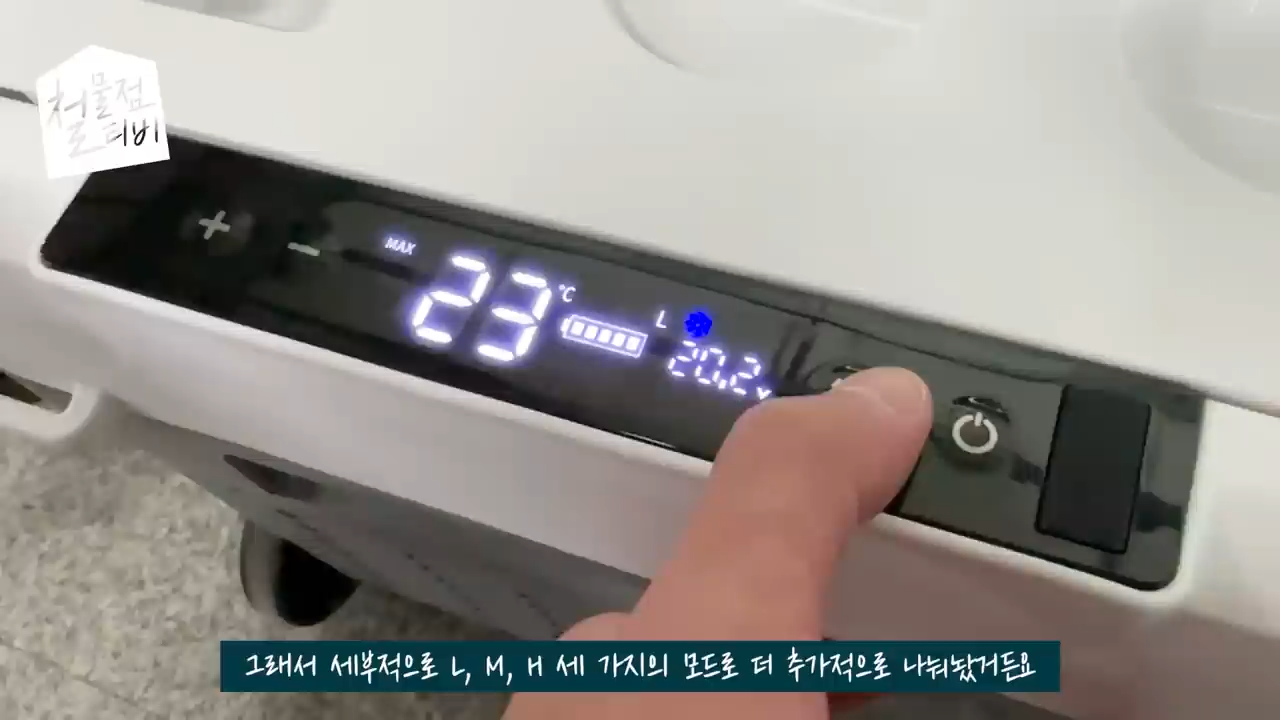 철물점
티비
+
-
MAX
23 °C
L
20.2 v
그래서 세부적으로 L, M, H 세 가지의 모드로 더 추가적으로 나눠놨거든요